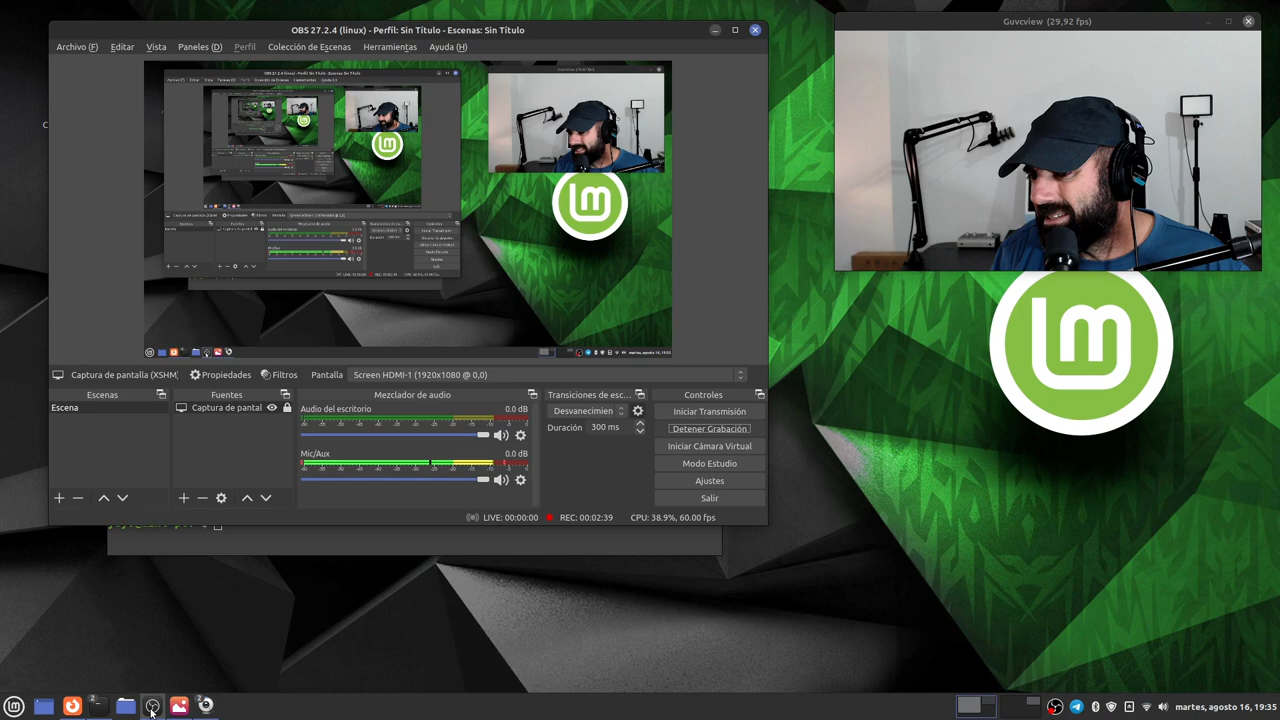 OBS 27.2.4 (linux) - Perfil: Sin Título - Escenas: Sin Título
Guvcview (29,92 fps)
Archivo (F) Editar Vista Paneles (D) Perfil Colección de Escenas Herramientas Ayuda (H)
Captura de pantalla (XSHM) Propiedades Filtros Pantalla Screen HDMI-1 (1920x1080 @ 0,0)
Escenas Fuentes Mezclador de audio Transiciones de esc... Controles
Escena
Captura de pantal
Audio del escritorio 0.0 dB
Mic/Aux 0.0 dB
Desvanecimien
Duración 300 ms
Iniciar Transmisión
Detener Grabación
Iniciar Cámara Virtual
Modo Estudio
Ajustes
Salir
LIVE: 00:00:00 REC: 00:02:39 CPU: 38.9%, 60.00 fps
martes, agosto 16, 19:35